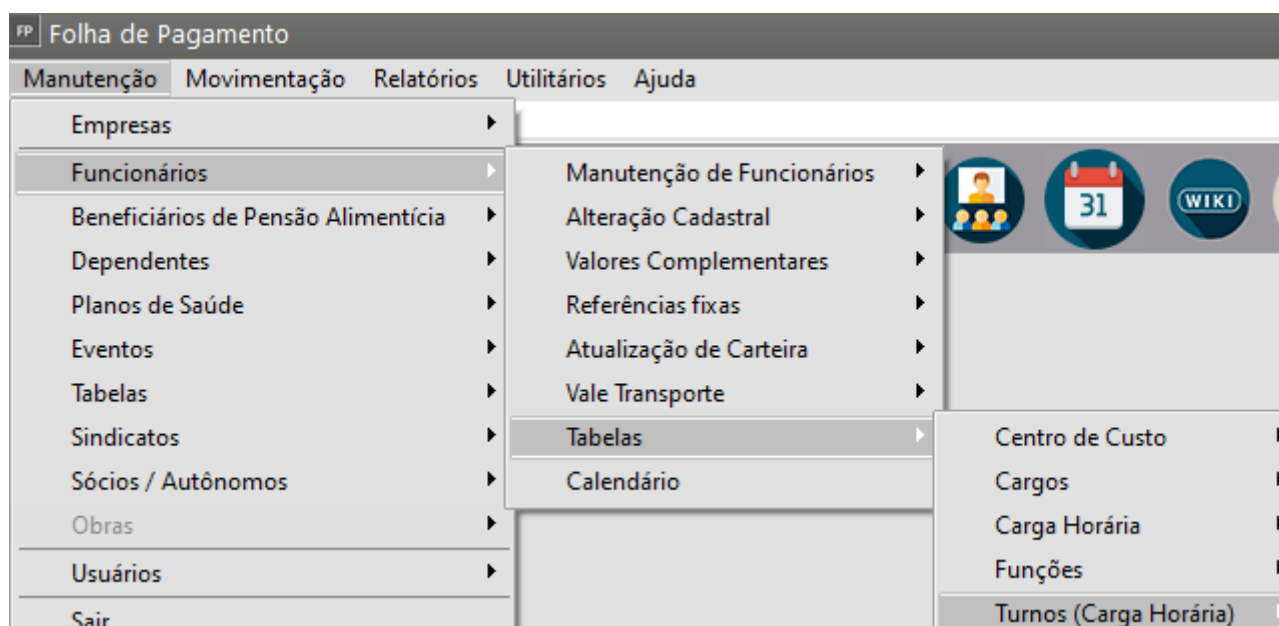 FP Folha de Pagamento
Manutenção Movimentação Relatórios Utilitários Ajuda
Empresas
Funcionários
Beneficiários de Pensão Alimentícia
Dependentes
Planos de Saúde
Eventos
Tabelas
Sindicatos
Sócios / Autônomos
Obras
Usuários
Sair
Manutenção de Funcionários
Alteração Cadastral
Valores Complementares
Referências fixas
Atualização de Carteira
Vale Transporte
Tabelas
Calendário
31
WIKI
Centro de Custo
Cargos
Carga Horária
Funções
Turnos (Carga Horária)